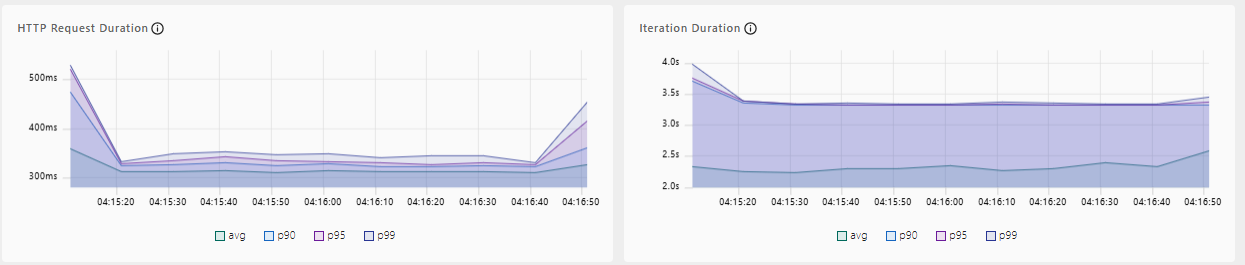 HTTP Request Duration
500ms
400ms
300ms
04:15:20 04:15:30 04:15:40 04:15:50 04:16:00 04:16:10 04:16:20 04:16:30 04:16:40 04:16:50
avg p90 p95 p99
Iteration Duration
4.0s
3.5s
3.0s
2.5s
2.0s
04:15:20 04:15:30 04:15:40 04:15:50 04:16:00 04:16:10 04:16:20 04:16:30 04:16:40 04:16:50
avg p90 p95 p99